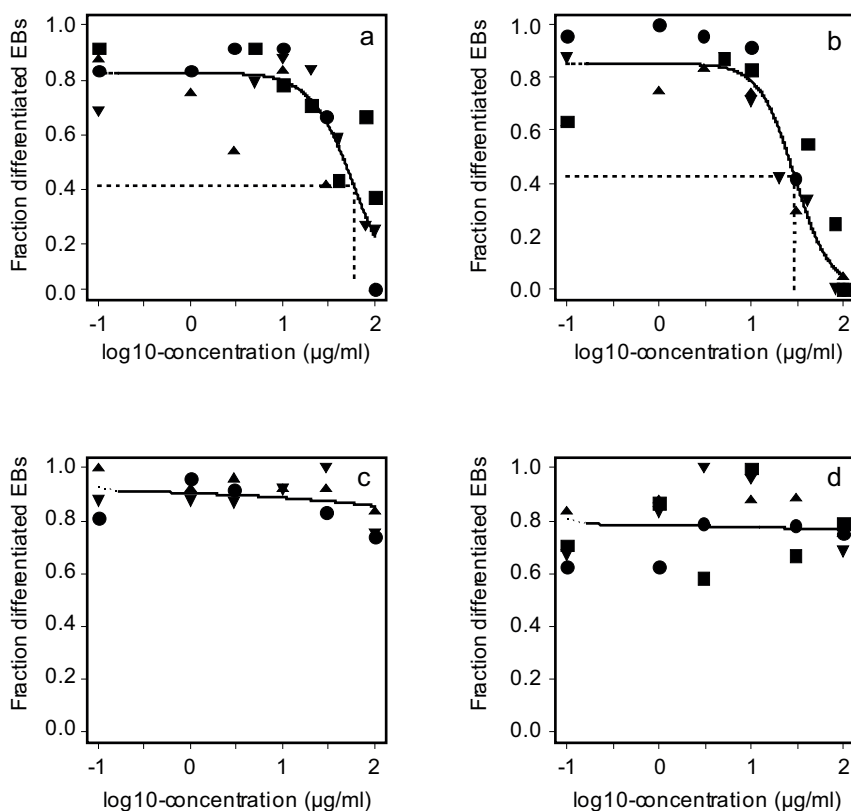 a
1.0
0.8
0.6
0.4
0.2
0.0
Fraction differentiated EBs
-1 0 1 2
log10-concentration (µg/ml)
b
1.0
0.8
0.6
0.4
0.2
0.0
Fraction differentiated EBs
-1 0 1 2
log10-concentration (µg/ml)
c
1.0
0.8
0.6
0.4
0.2
0.0
Fraction differentiated EBs
-1 0 1 2
log10-concentration (µg/ml)
d
1.0
0.8
0.6
0.4
0.2
0.0
Fraction differentiated EBs
-1 0 1 2
log10-concentration (µg/ml)